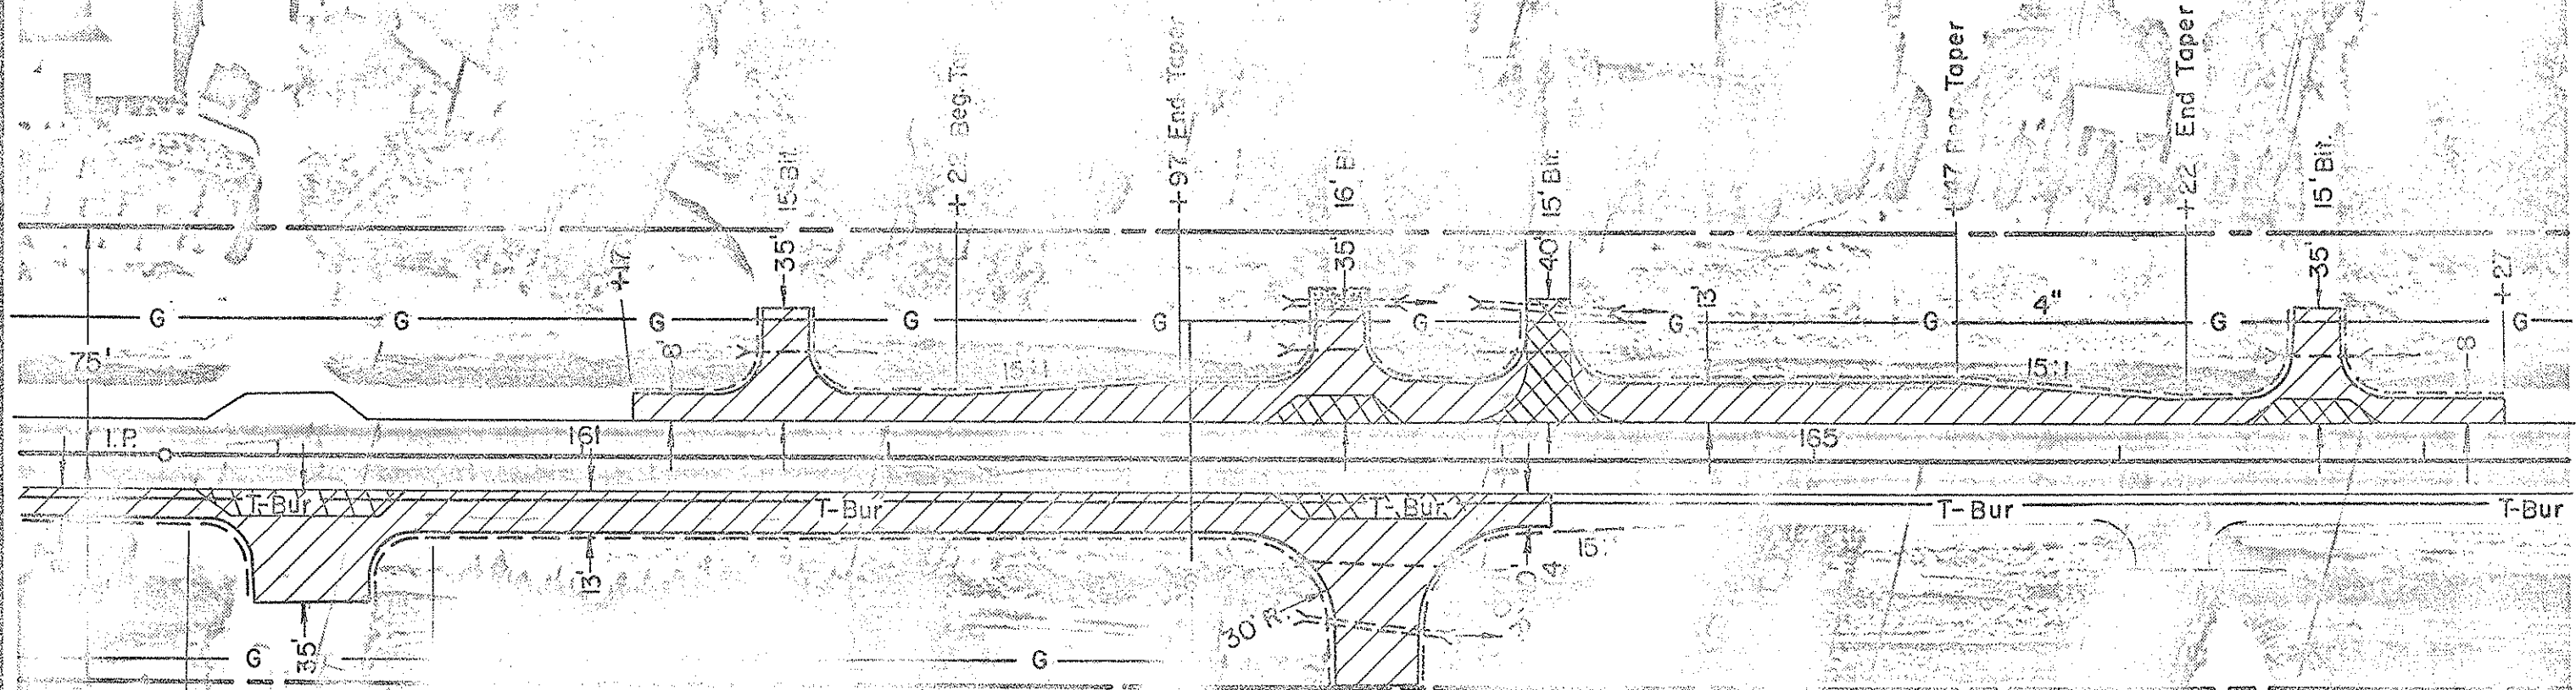 + 22 Beg.
+97 End Taper
+47 Beg. Taper
+22 End Taper
15' Bit.
16'
15' Bit.
15' Bit.
+17
35'
35'
40'
13'
35'
+27
G
G
G
G
G
G
G
G
4"
G
G
75'
8'
15:1
15:1
8
I.P.
161
165
T-Bur
T-Bur
T-Bur
T-Bur
T-Bur
13'
15:
4
30' R.
G
35'
G